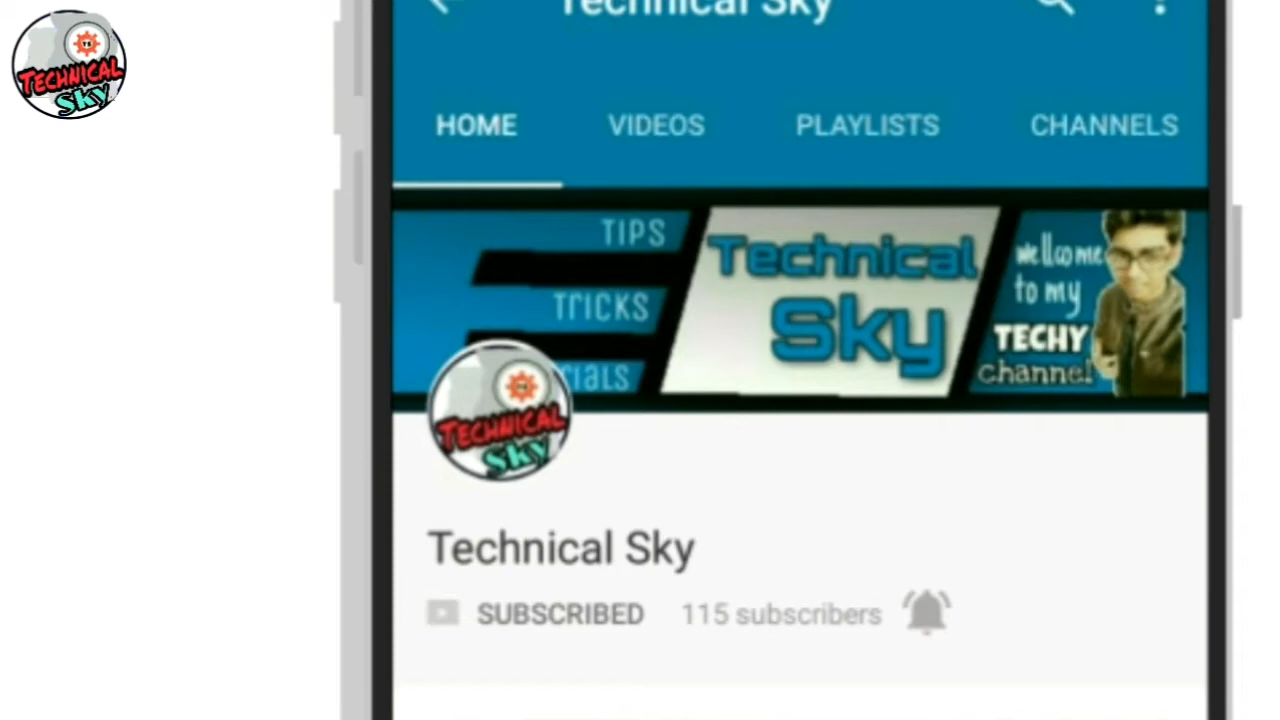 TS
TECHNICAL
Sky
Technical Sky
HOME VIDEOS PLAYLISTS CHANNELS
TIPS
TRICKS
Technical
Sky
wellcome
to my
TECHY
channel
TECHNICAL
Sky
Technical Sky
SUBSCRIBED 115 subscribers